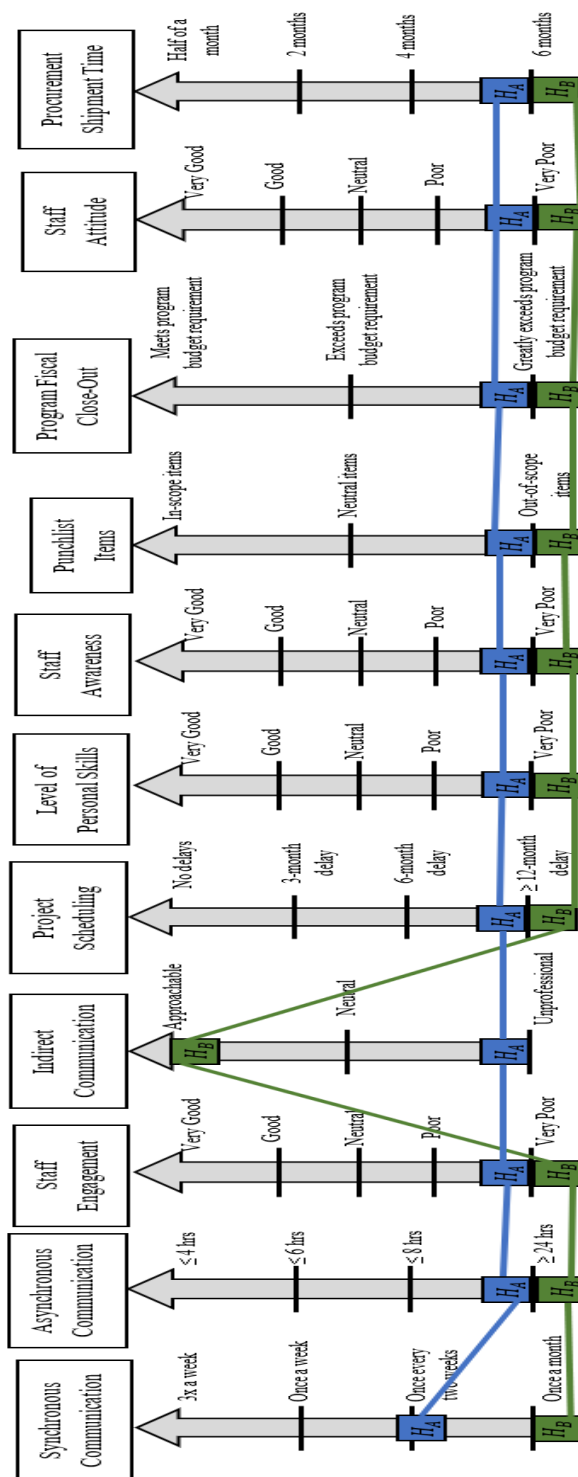 Synchronous
Communication
3x a week
Once a week
Once every
two weeks
Once a month
H_A
H_B
Asynchronous
Communication
≤ 4 hrs
≤ 6 hrs
≤ 8 hrs
≥ 24 hrs
H_A
H_B
Staff
Engagement
Very Good
Good
Neutral
Poor
Very Poor
H_A
H_B
Indirect
Communication
Approachable
Neutral
Unprofessional
H_B
H_A
Project
Scheduling
No delays
3-month
delay
6-month
delay
≥ 12-month
delay
H_A
H_B
Level of
Personal Skills
Very Good
Good
Neutral
Poor
Very Poor
H_A
H_B
Staff
Awareness
Very Good
Good
Neutral
Poor
Very Poor
H_A
H_B
Punchlist
Items
In-scope items
Neutral items
Out-of-scope
items
H_A
H_B
Program Fiscal
Close-Out
Meets program
budget requirement
Exceeds program
budget requirement
Greatly exceeds program
budget requirement
H_A
H_B
Staff
Attitude
Very Good
Good
Neutral
Poor
Very Poor
H_A
H_B
Procurement
Shipment Time
Half of a
month
2 months
4 months
6 months
H_A
H_B